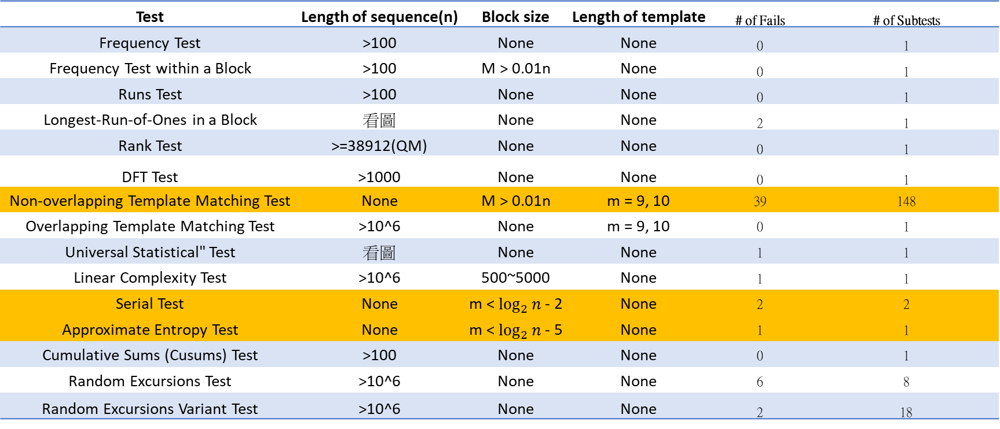 Test Length of sequence(n) Block size Length of template # of Fails # of Subtests
Frequency Test >100 None None 0 1
Frequency Test within a Block >100 M > 0.01n None 0 1
Runs Test >100 None None 0 1
Longest-Run-of-Ones in a Block 看圖 None None 2 1
Rank Test >=38912(QM) None None 0 1
DFT Test >1000 None None 0 1
Non-overlapping Template Matching Test None M > 0.01n m = 9, 10 39 148
Overlapping Template Matching Test >10^6 None m = 9, 10 0 1
Universal Statistical" Test 看圖 None None 1 1
Linear Complexity Test >10^6 500~5000 None 1 1
Serial Test None m < log₂ n - 2 None 2 2
Approximate Entropy Test None m < log₂ n - 5 None 1 1
Cumulative Sums (Cusums) Test >100 None None 0 1
Random Excursions Test >10^6 None None 6 8
Random Excursions Variant Test >10^6 None None 2 18